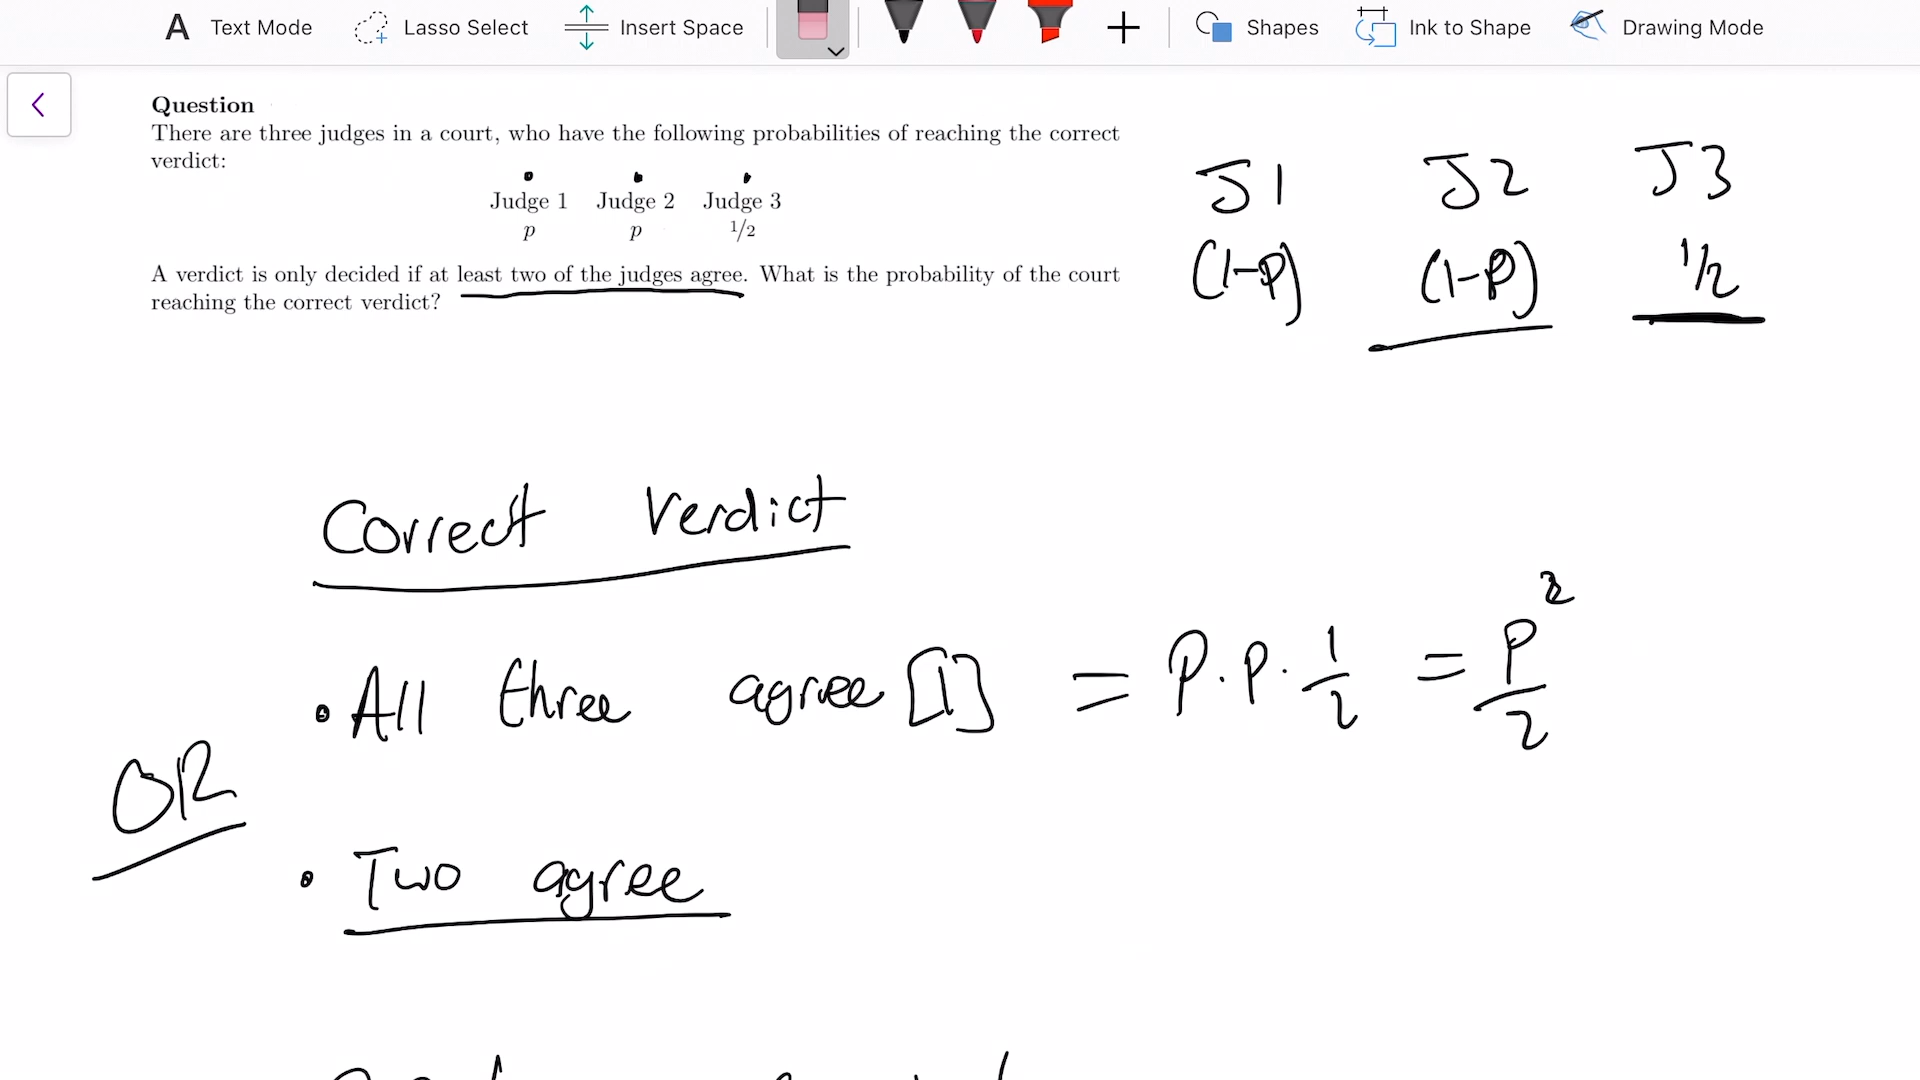 Text Mode Lasso Select Insert Space Shapes Ink to Shape Drawing Mode
Question
There are three judges in a court, who have the following probabilities of reaching the correct
verdict:
Judge 1 Judge 2 Judge 3
p p 1/2
A verdict is only decided if at least two of the judges agree. What is the probability of the court
reaching the correct verdict?
J1 J2 J3
(1-p) (1-p) 1/2
Correct Verdict
• All three agree [1] = P.P.1/2 = P²/2
OR
• Two agree